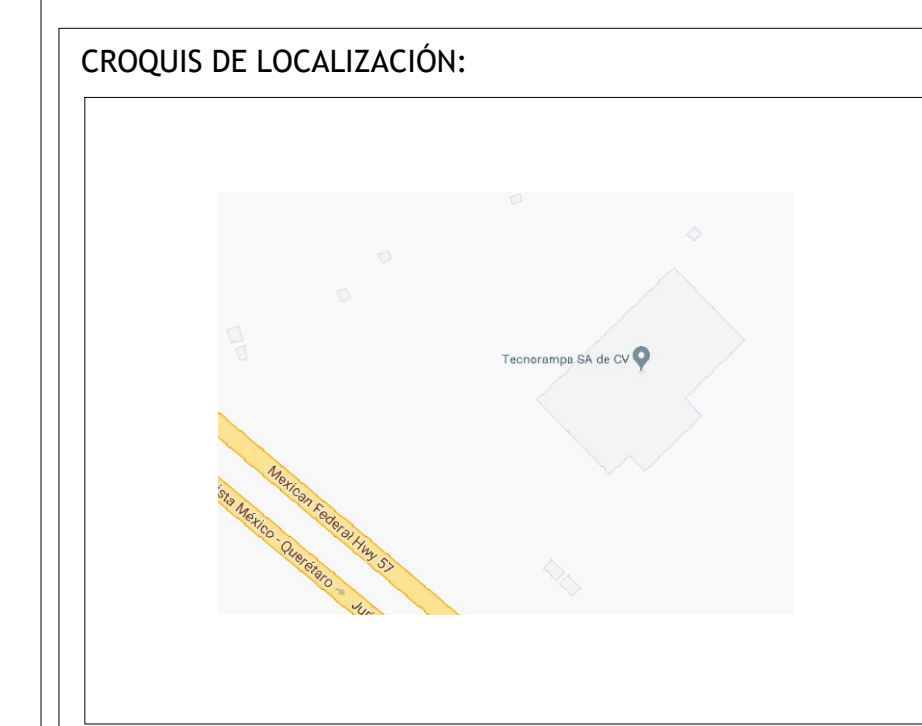 CROQUIS DE LOCALIZACIÓN:
Tecnorampa SA de CV
Mexican Federal Hwy 57
ista México - Querétaro